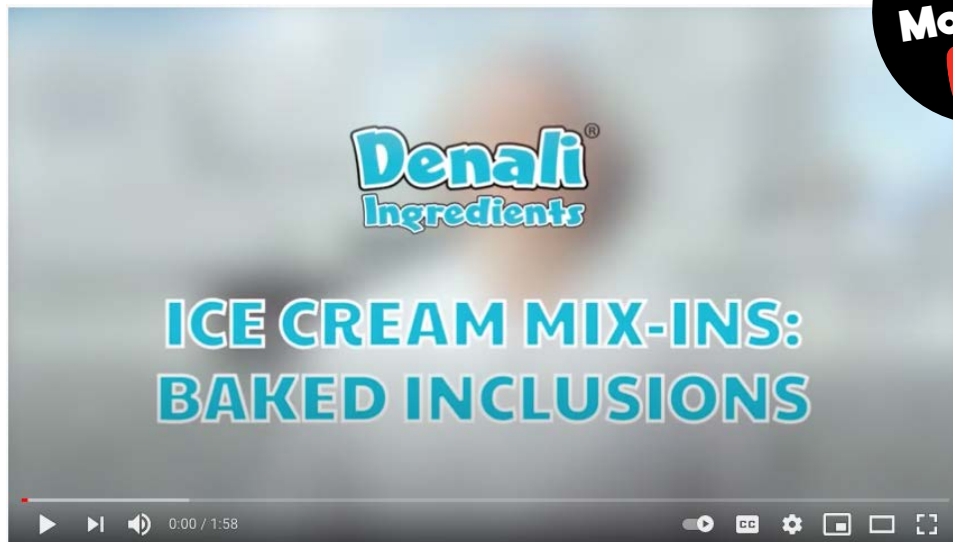 Denali®
Ingredients
ICE CREAM MIX-INS:
BAKED INCLUSIONS
0:00 / 1:58
CC